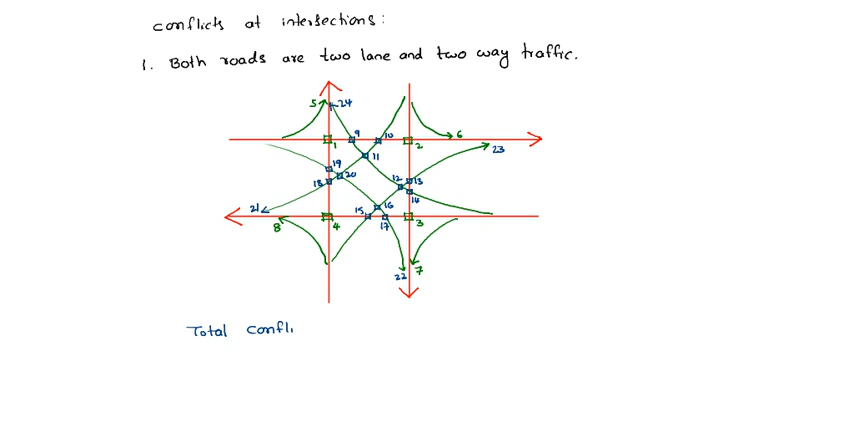 conflicts at intersections:
1. Both roads are two lane and two way traffic.
5 24
9 10 6
1 2
11 23
19 12 13
18 20
14
21 15 16
8 4 17 3
22 7
Total confli